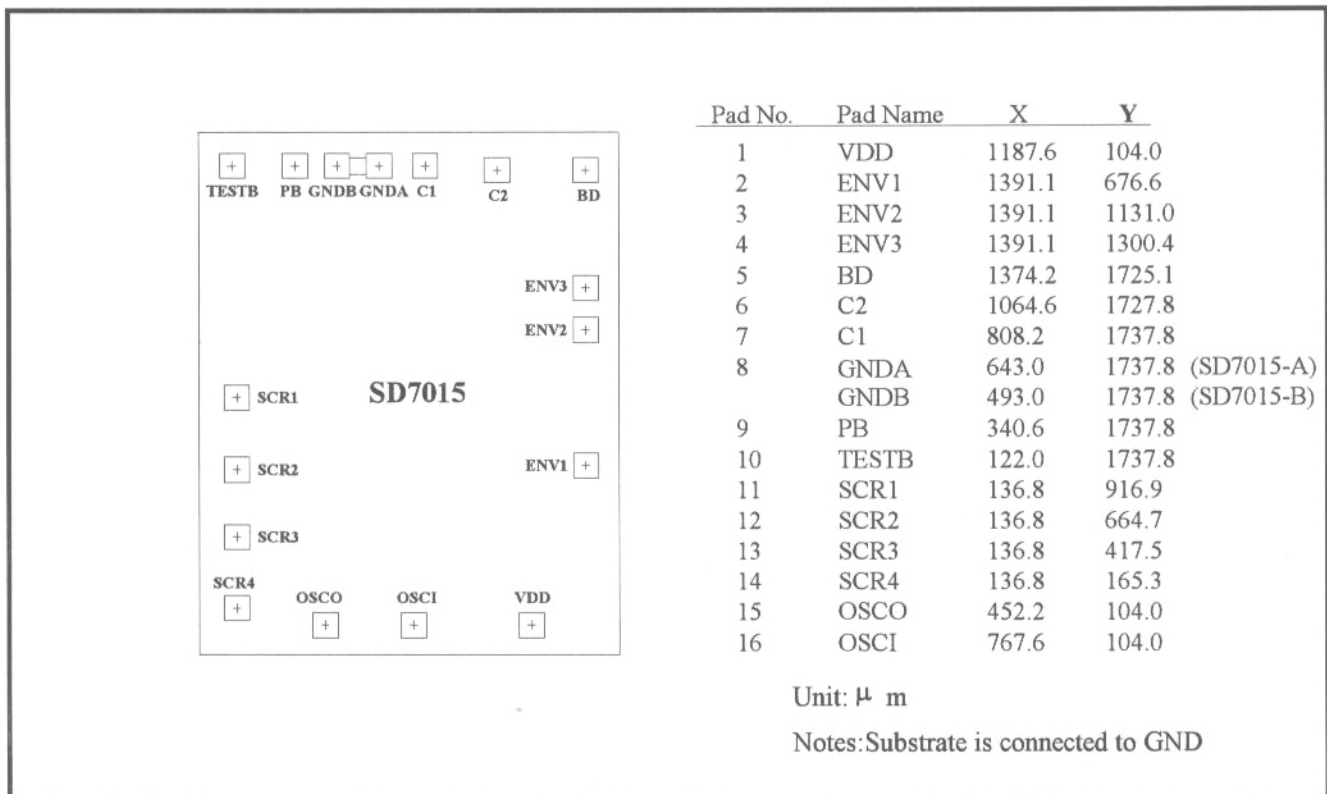 TESTB PB GNDB GNDA C1 C2 BD
ENV3
ENV2
SCR1 SD7015
SCR2 ENV1
SCR3
SCR4
OSCO OSCI VDD
Pad No. Pad Name X Y
1 VDD 1187.6 104.0
2 ENV1 1391.1 676.6
3 ENV2 1391.1 1131.0
4 ENV3 1391.1 1300.4
5 BD 1374.2 1725.1
6 C2 1064.6 1727.8
7 C1 808.2 1737.8
8 GNDA 643.0 1737.8 (SD7015-A)
GNDB 493.0 1737.8 (SD7015-B)
9 PB 340.6 1737.8
10 TESTB 122.0 1737.8
11 SCR1 136.8 916.9
12 SCR2 136.8 664.7
13 SCR3 136.8 417.5
14 SCR4 136.8 165.3
15 OSCO 452.2 104.0
16 OSCI 767.6 104.0
Unit: μ m
Notes:Substrate is connected to GND